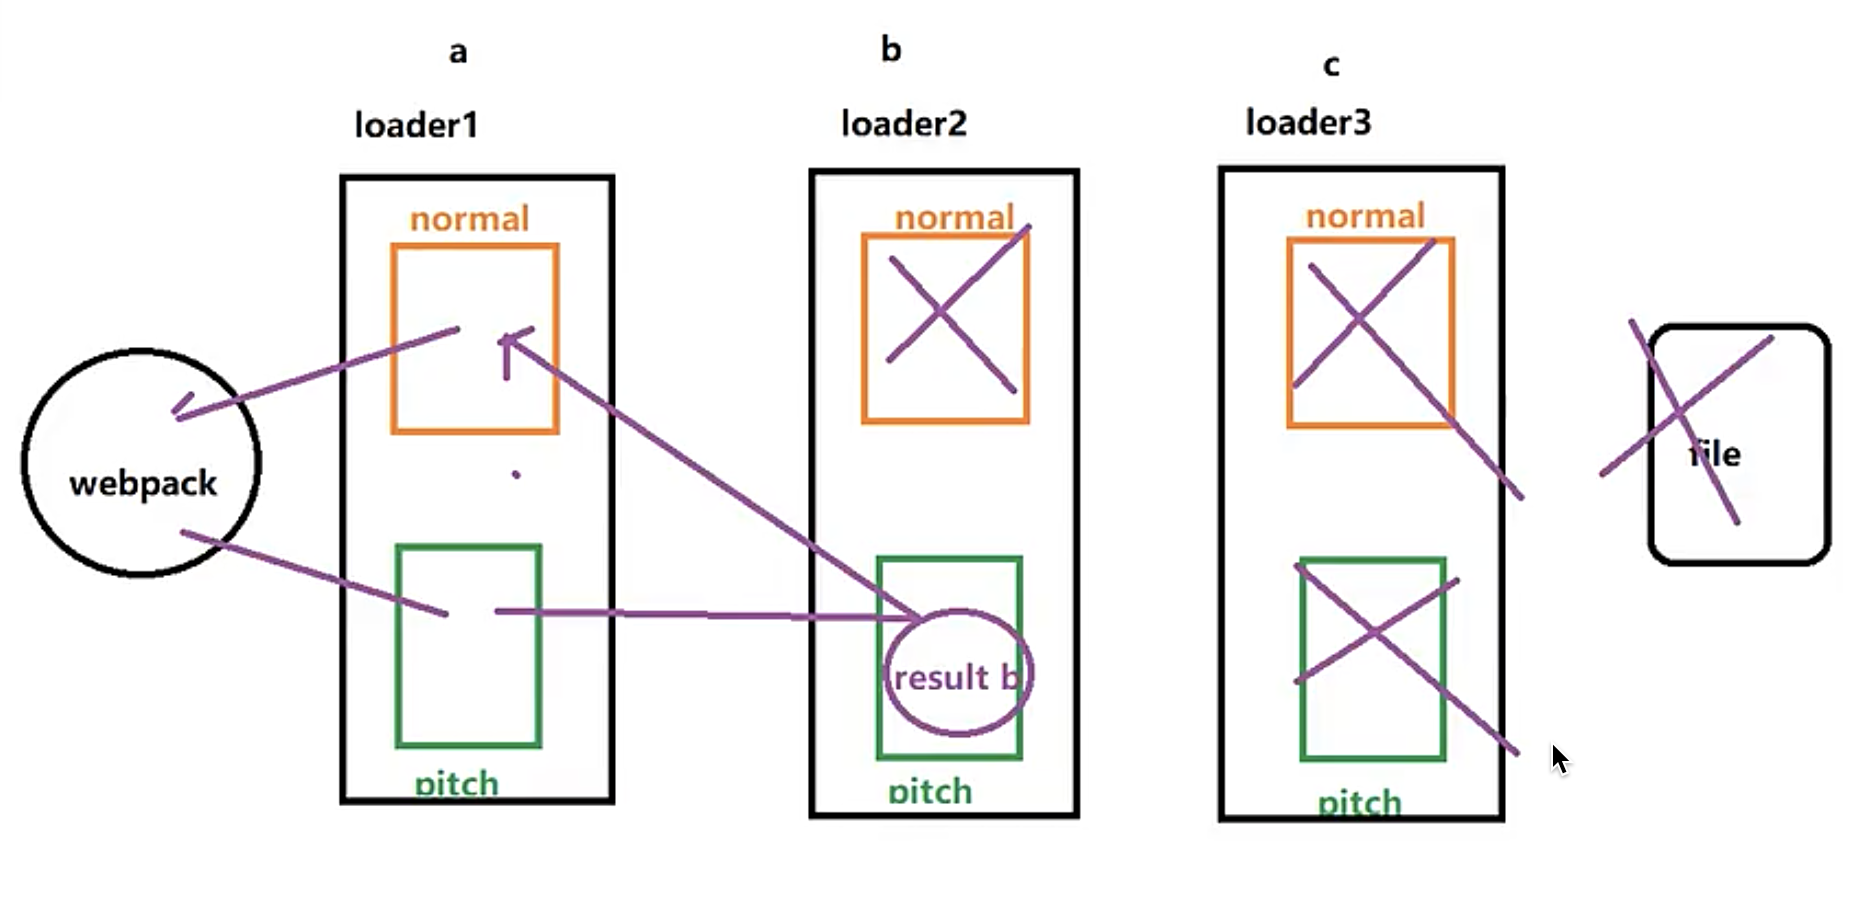 a
b
c
loader1
loader2
loader3
normal
normal
normal
webpack
file
result b
pitch
pitch
pitch